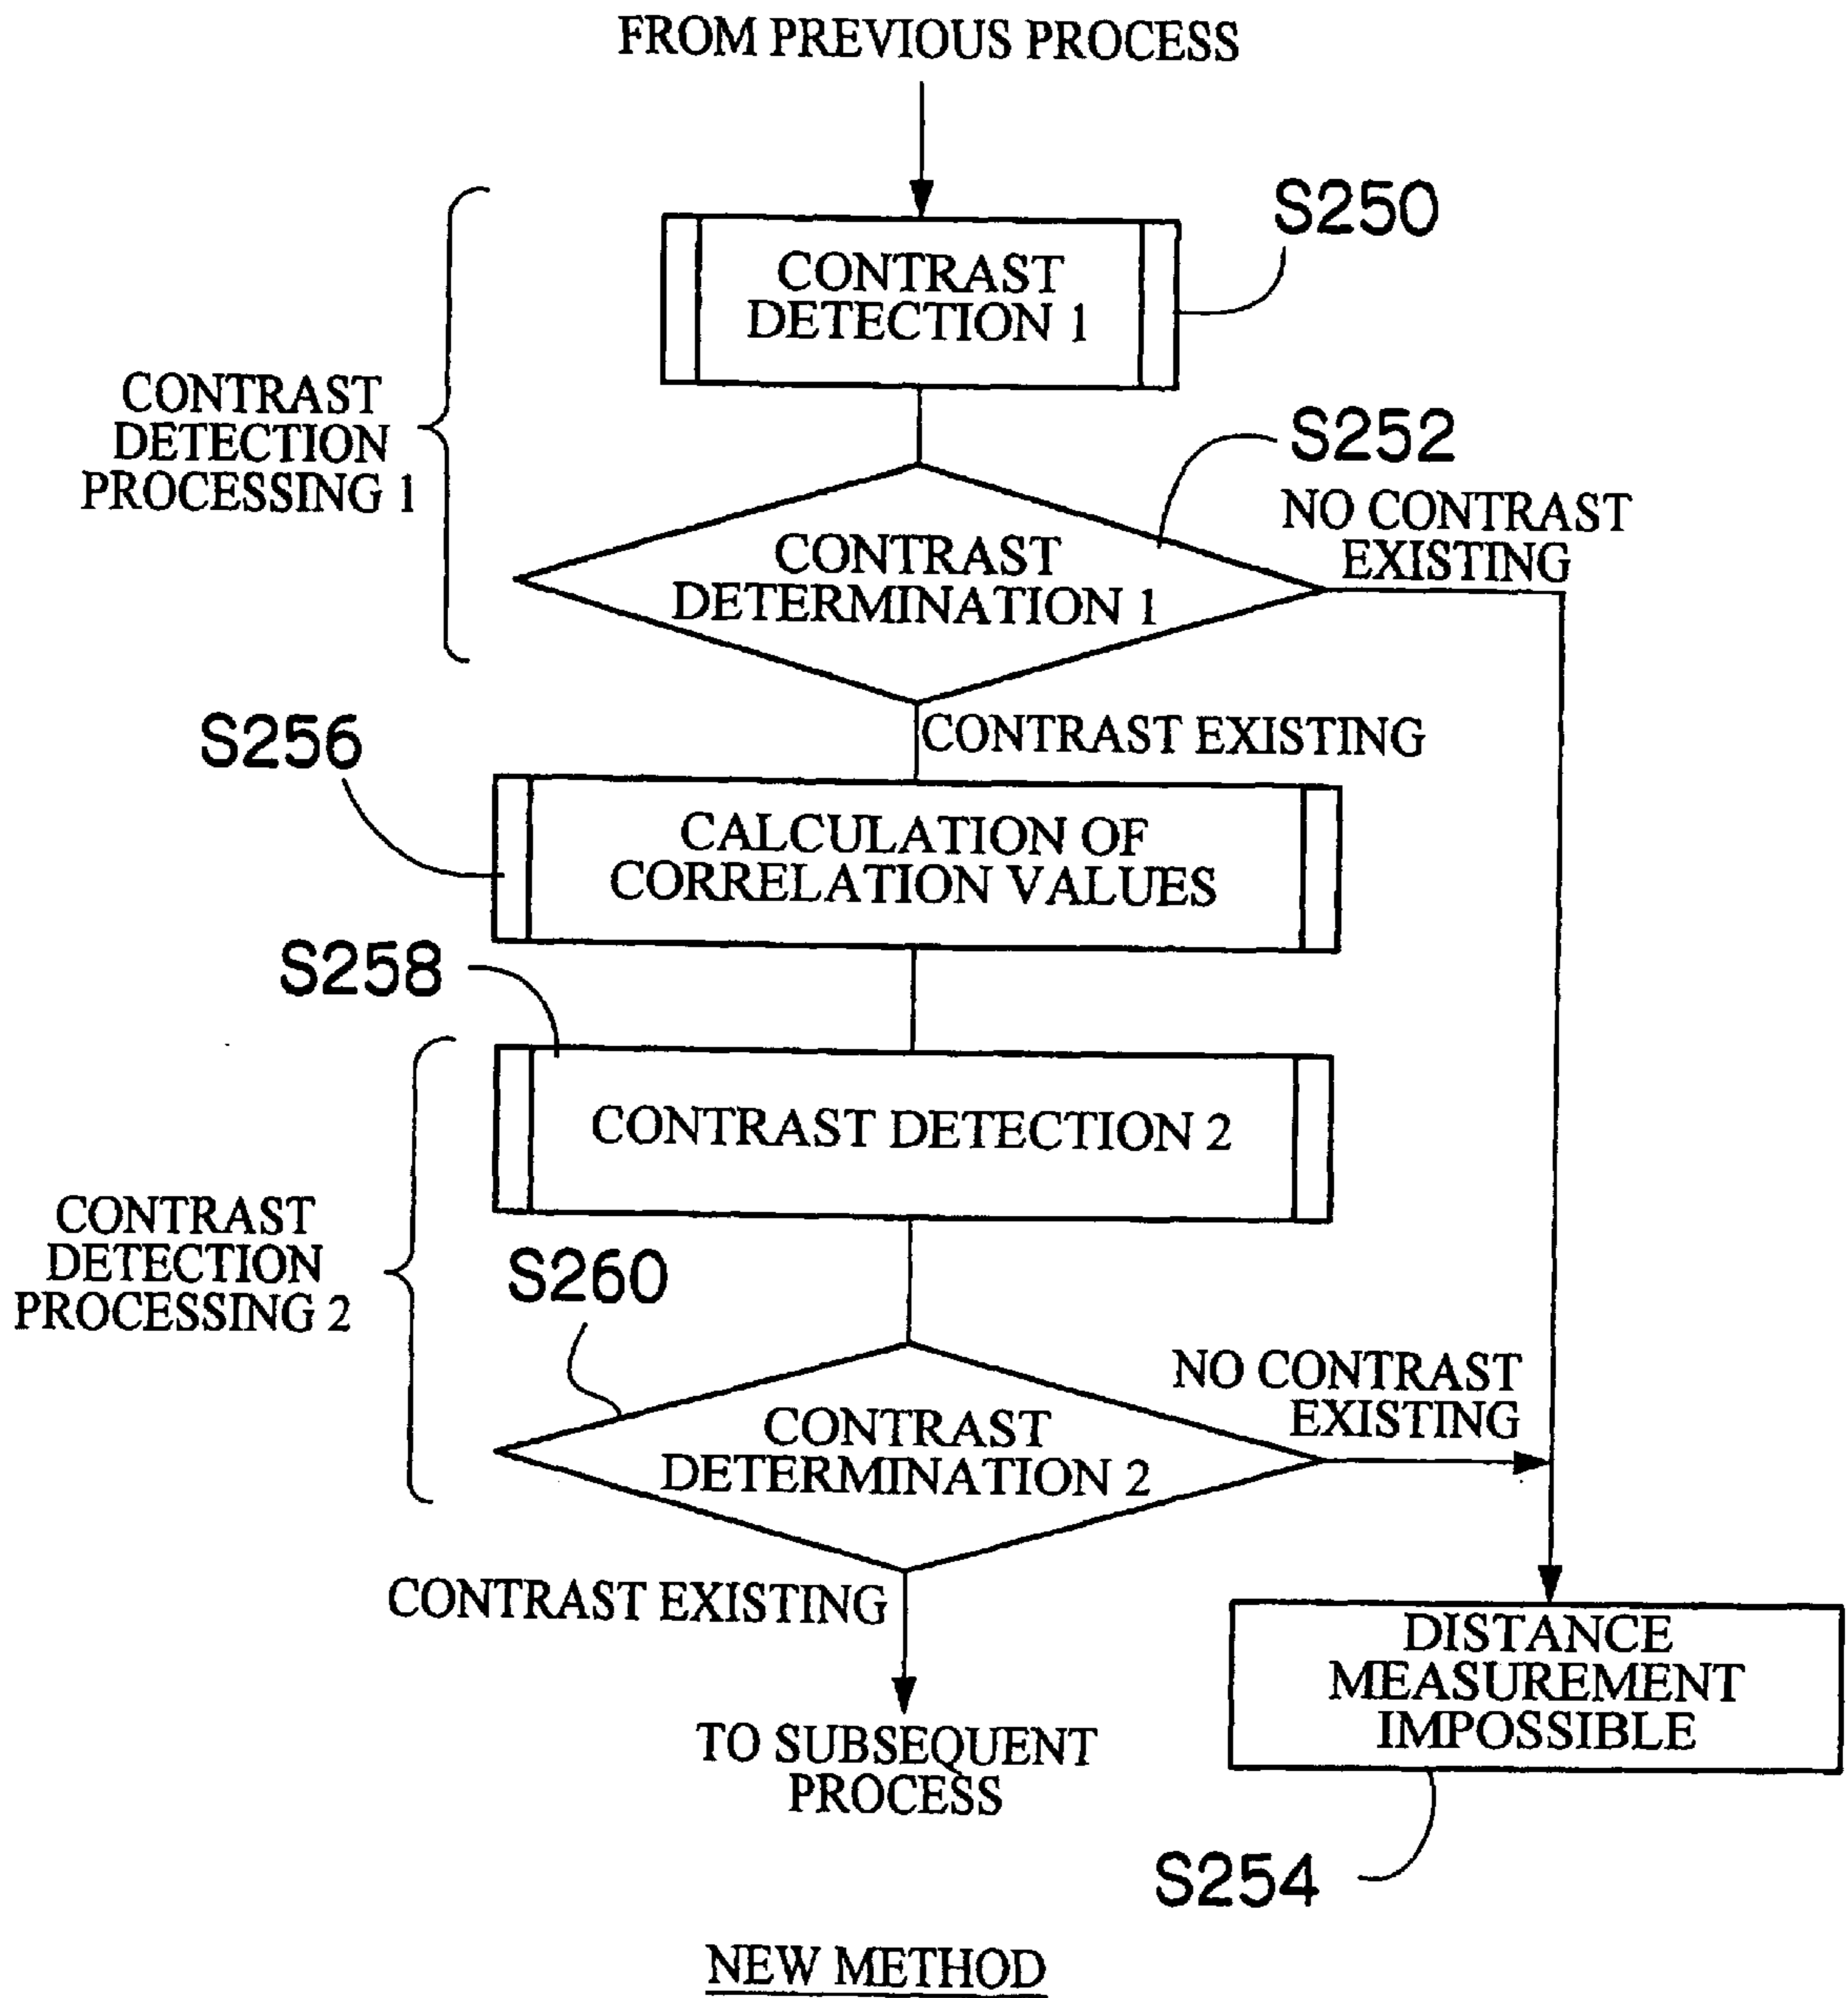 FROM PREVIOUS PROCESS
S250
CONTRAST
DETECTION 1
CONTRAST
DETECTION
PROCESSING 1
S252
NO CONTRAST
EXISTING
CONTRAST
DETERMINATION 1
CONTRAST EXISTING
S256
CALCULATION OF
CORRELATION VALUES
S258
CONTRAST DETECTION 2
CONTRAST
DETECTION
PROCESSING 2
S260
NO CONTRAST
EXISTING
CONTRAST
DETERMINATION 2
CONTRAST EXISTING
DISTANCE
MEASUREMENT
IMPOSSIBLE
TO SUBSEQUENT
PROCESS
S254
NEW METHOD